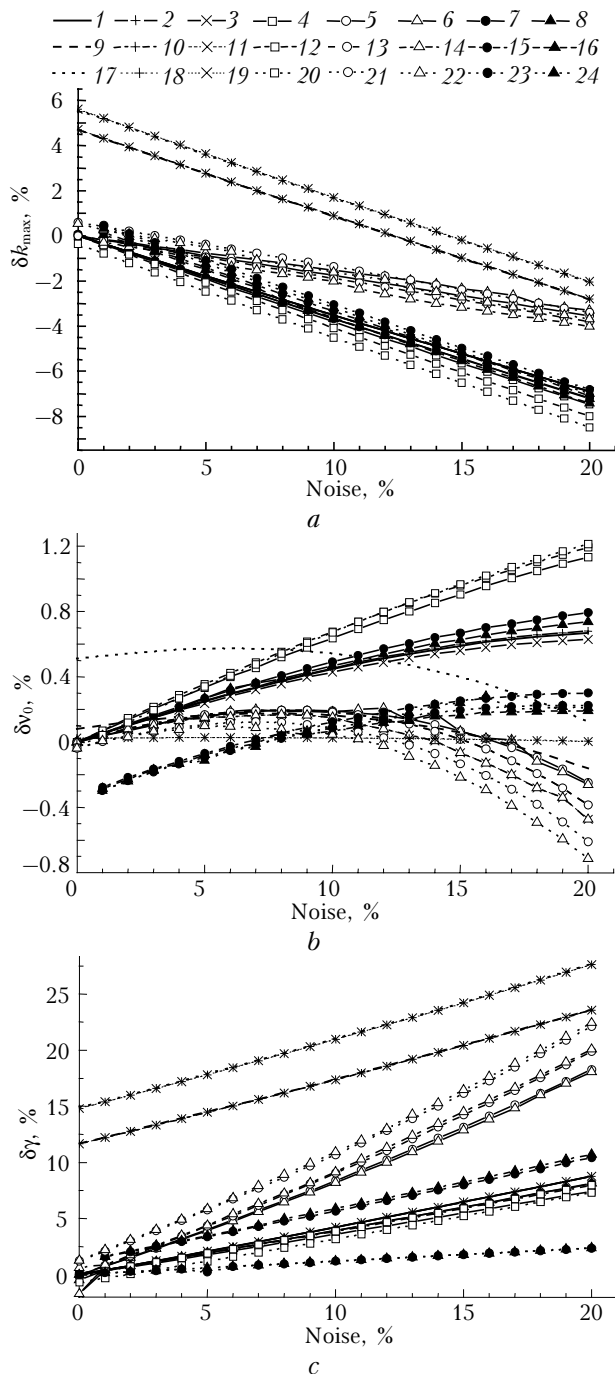 1 2 3 4 5 6 7 8
9 10 11 12 13 14 15 16
17 18 19 20 21 22 23 24
δk_max, %
6
4
2
0
−2
−4
−6
−8
0 5 10 15 20
Noise, %
a
δν₀, %
1.2
0.8
0.4
0
−0.4
−0.8
0 5 10 15 20
Noise, %
b
δγ, %
25
20
15
10
5
0
0 5 10 15 20
Noise, %
c